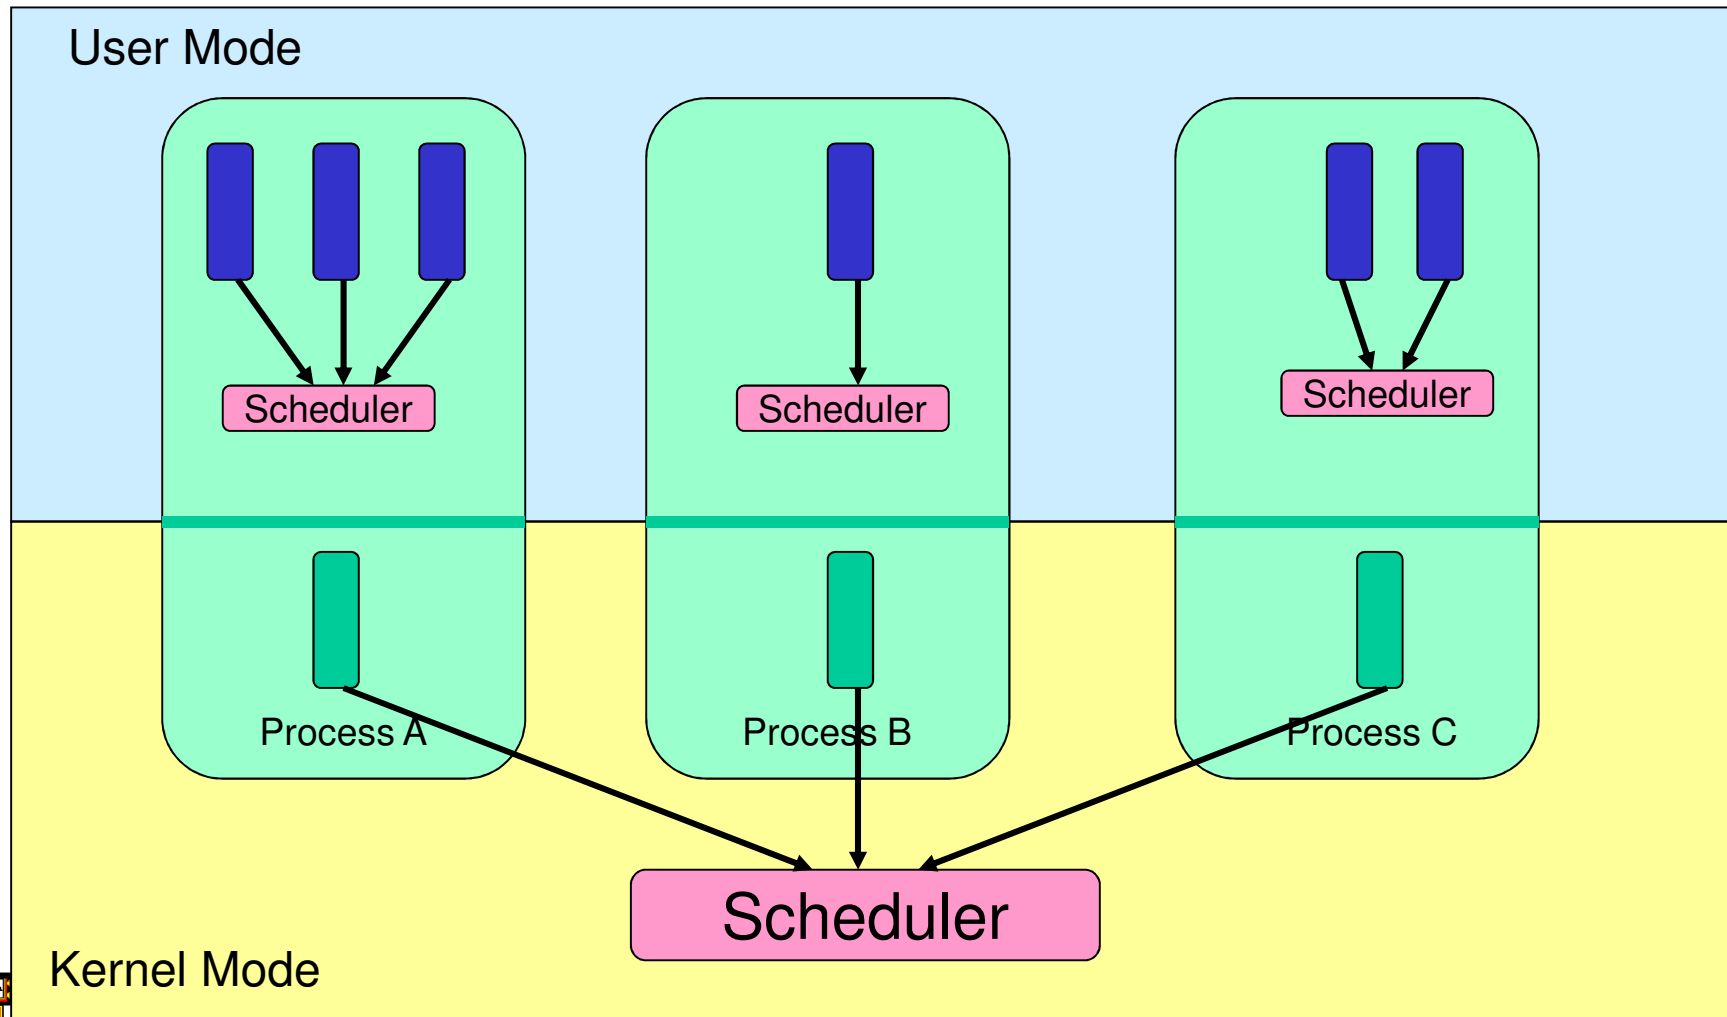 User Mode
Scheduler
Scheduler
Scheduler
Process A
Process B
Process C
Scheduler
Kernel Mode